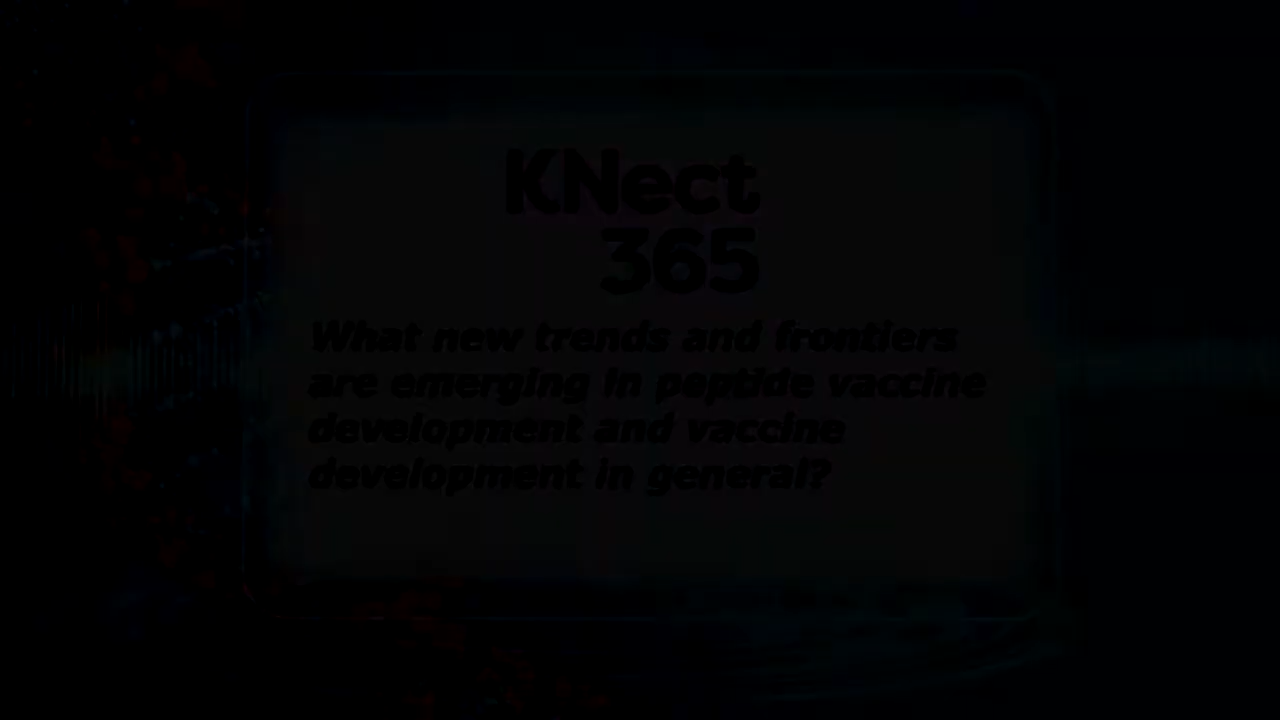 KNect
365
What new trends and frontiers
are emerging in peptide vaccine
development and vaccine
development in general?